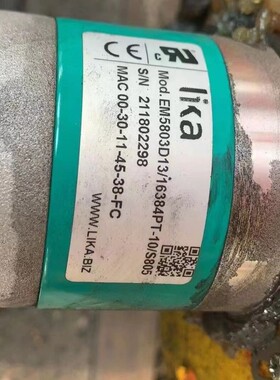 lika
Mod. EM5803D13/16384PT-10/S805
S/N 211802298
MAC 00-30-11-45-38-FC
WWW.LIKA.BIZ